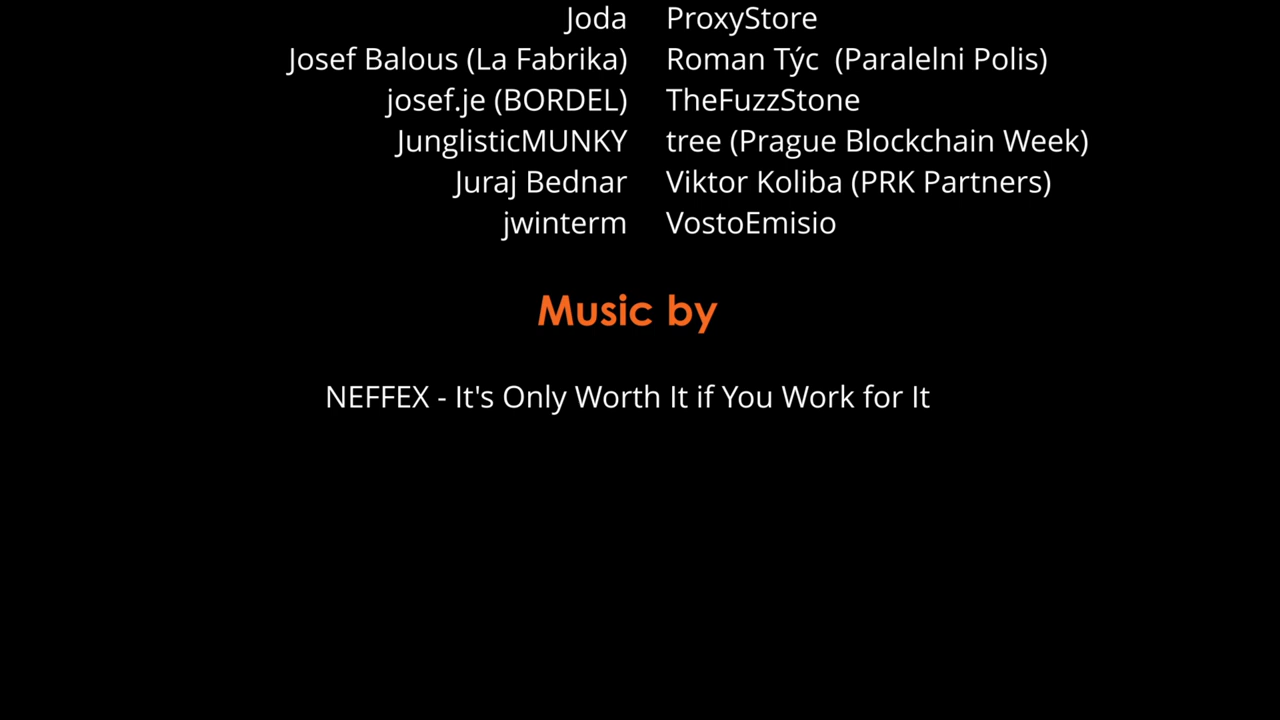 Joda ProxyStore
Josef Balous (La Fabrika) Roman Týc (Paralelni Polis)
josef.je (BORDEL) TheFuzzStone
JunglisticMUNKY tree (Prague Blockchain Week)
Juraj Bednar Viktor Koliba (PRK Partners)
jwinterm VostoEmisio
Music by
NEFFEX - It's Only Worth It if You Work for It